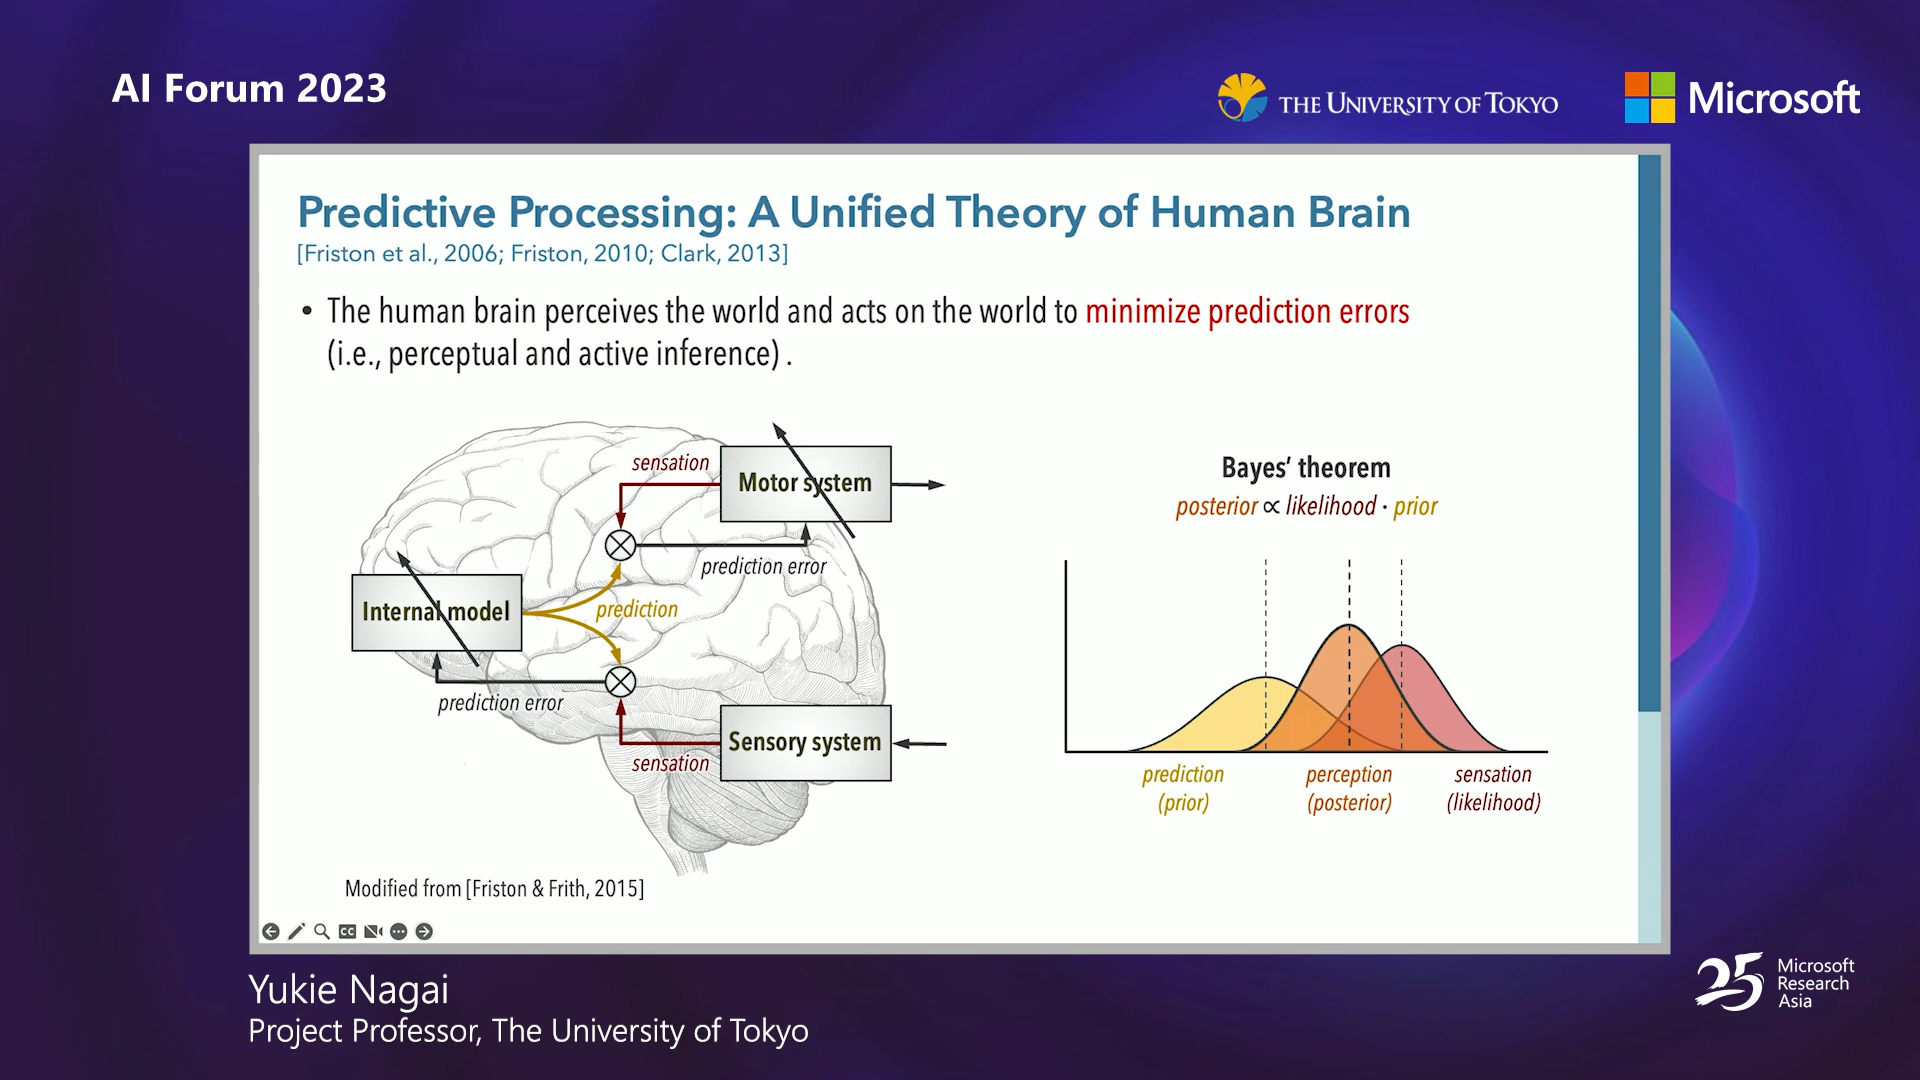 AI Forum 2023
THE UNIVERSITY OF TOKYO
Microsoft
Predictive Processing: A Unified Theory of Human Brain
[Friston et al., 2006; Friston, 2010; Clark, 2013]
• The human brain perceives the world and acts on the world to minimize prediction errors
(i.e., perceptual and active inference) .
sensation
Motor system
prediction error
Internal model
prediction
prediction error
Sensory system
sensation
Modified from [Friston & Frith, 2015]
Bayes’ theorem
posterior ∝ likelihood · prior
prediction
(prior)
perception
(posterior)
sensation
(likelihood)
CC
Yukie Nagai
Project Professor, The University of Tokyo
25
Microsoft
Research
Asia